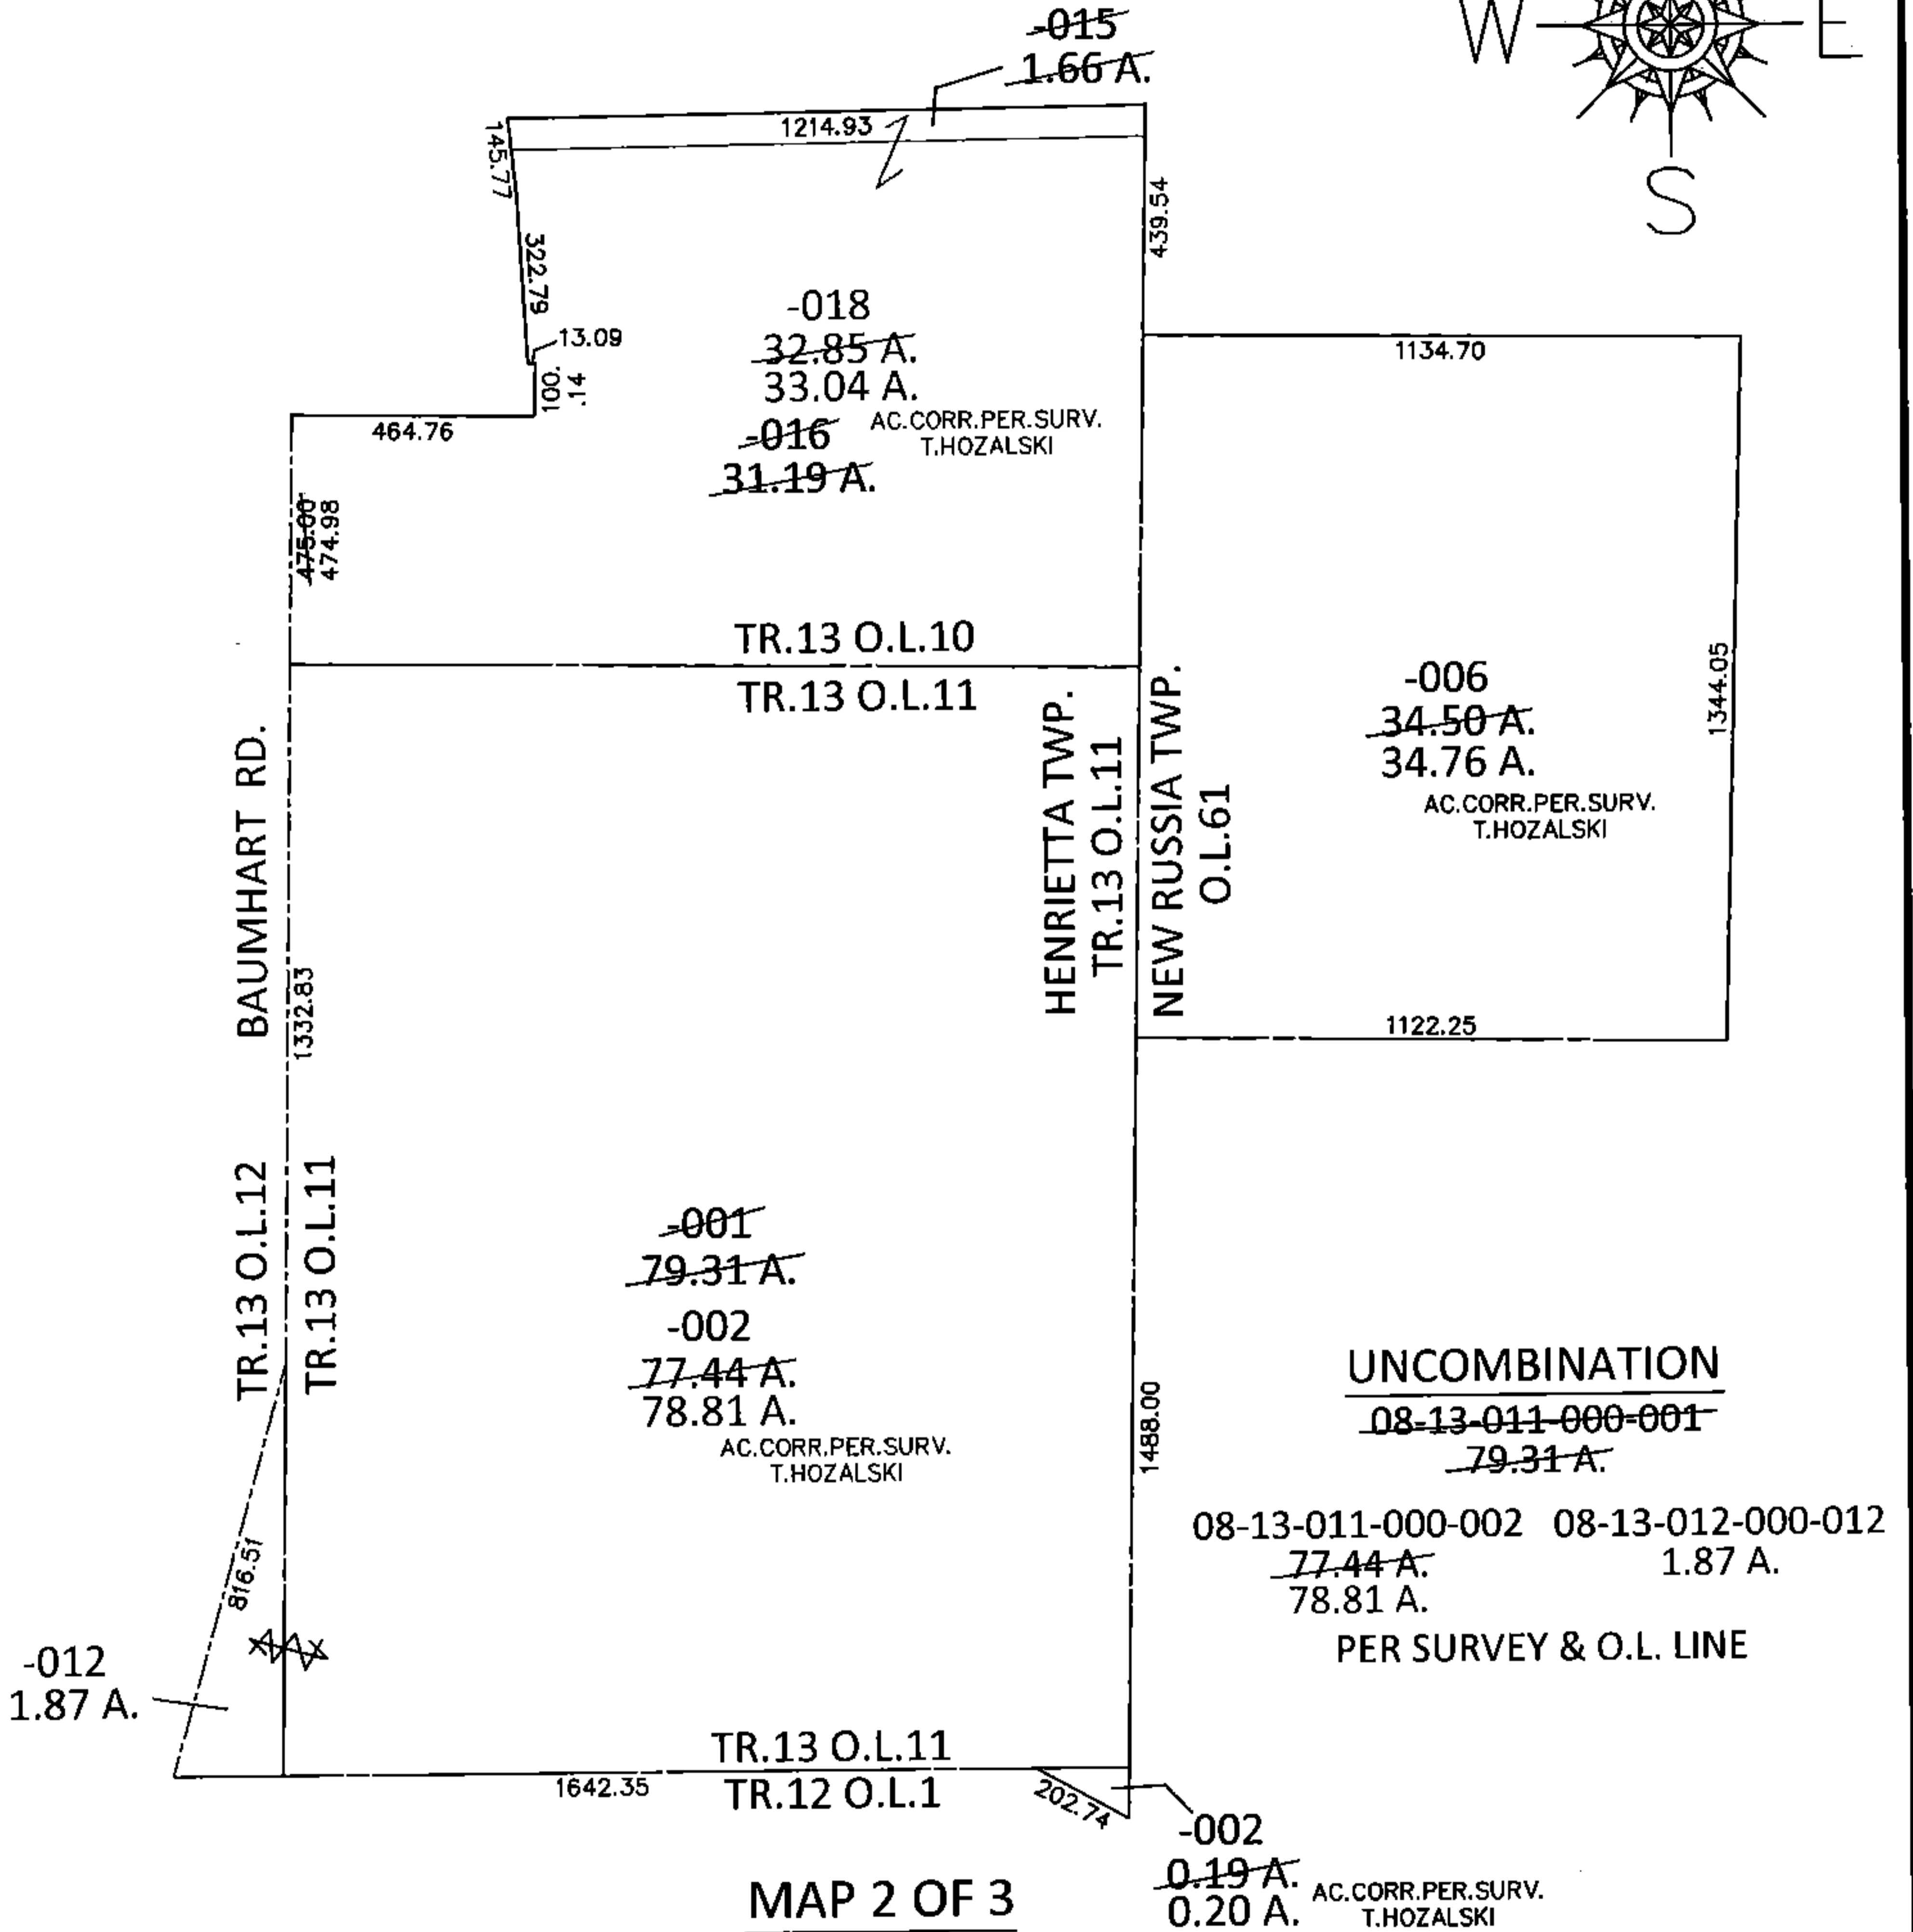 W E
S
-015
1.66 A.
1214.93
145.77
322.79
13.09
100.
.14
439.54
-018
32.85 A.
33.04 A.
AC.CORR.PER.SURV.
T.HOZALSKI
-016
31.19 A.
464.76
475.00
474.98
1134.70
TR.13 O.L.10
TR.13 O.L.11
BAUMHART RD.
1332.83
HENRIETTA TWP.
TR.13 O.L.11
NEW RUSSIA TWP.
O.L.61
-006
34.50 A.
34.76 A.
AC.CORR.PER.SURV.
T.HOZALSKI
1344.05
1122.25
TR.13 O.L.12
TR.13 O.L.11
-001
79.31 A.
-002
77.44 A.
78.81 A.
AC.CORR.PER.SURV.
T.HOZALSKI
1488.00
UNCOMBINATION
08-13-011-000-001
79.31 A.
08-13-011-000-002 08-13-012-000-012
77.44 A. 1.87 A.
78.81 A.
PER SURVEY & O.L. LINE
816.51
-012
1.87 A.
TR.13 O.L.11
1642.35
TR.12 O.L.1
202.74
-002
0.19 A.
0.20 A.
AC.CORR.PER.SURV.
T.HOZALSKI
MAP 2 OF 3